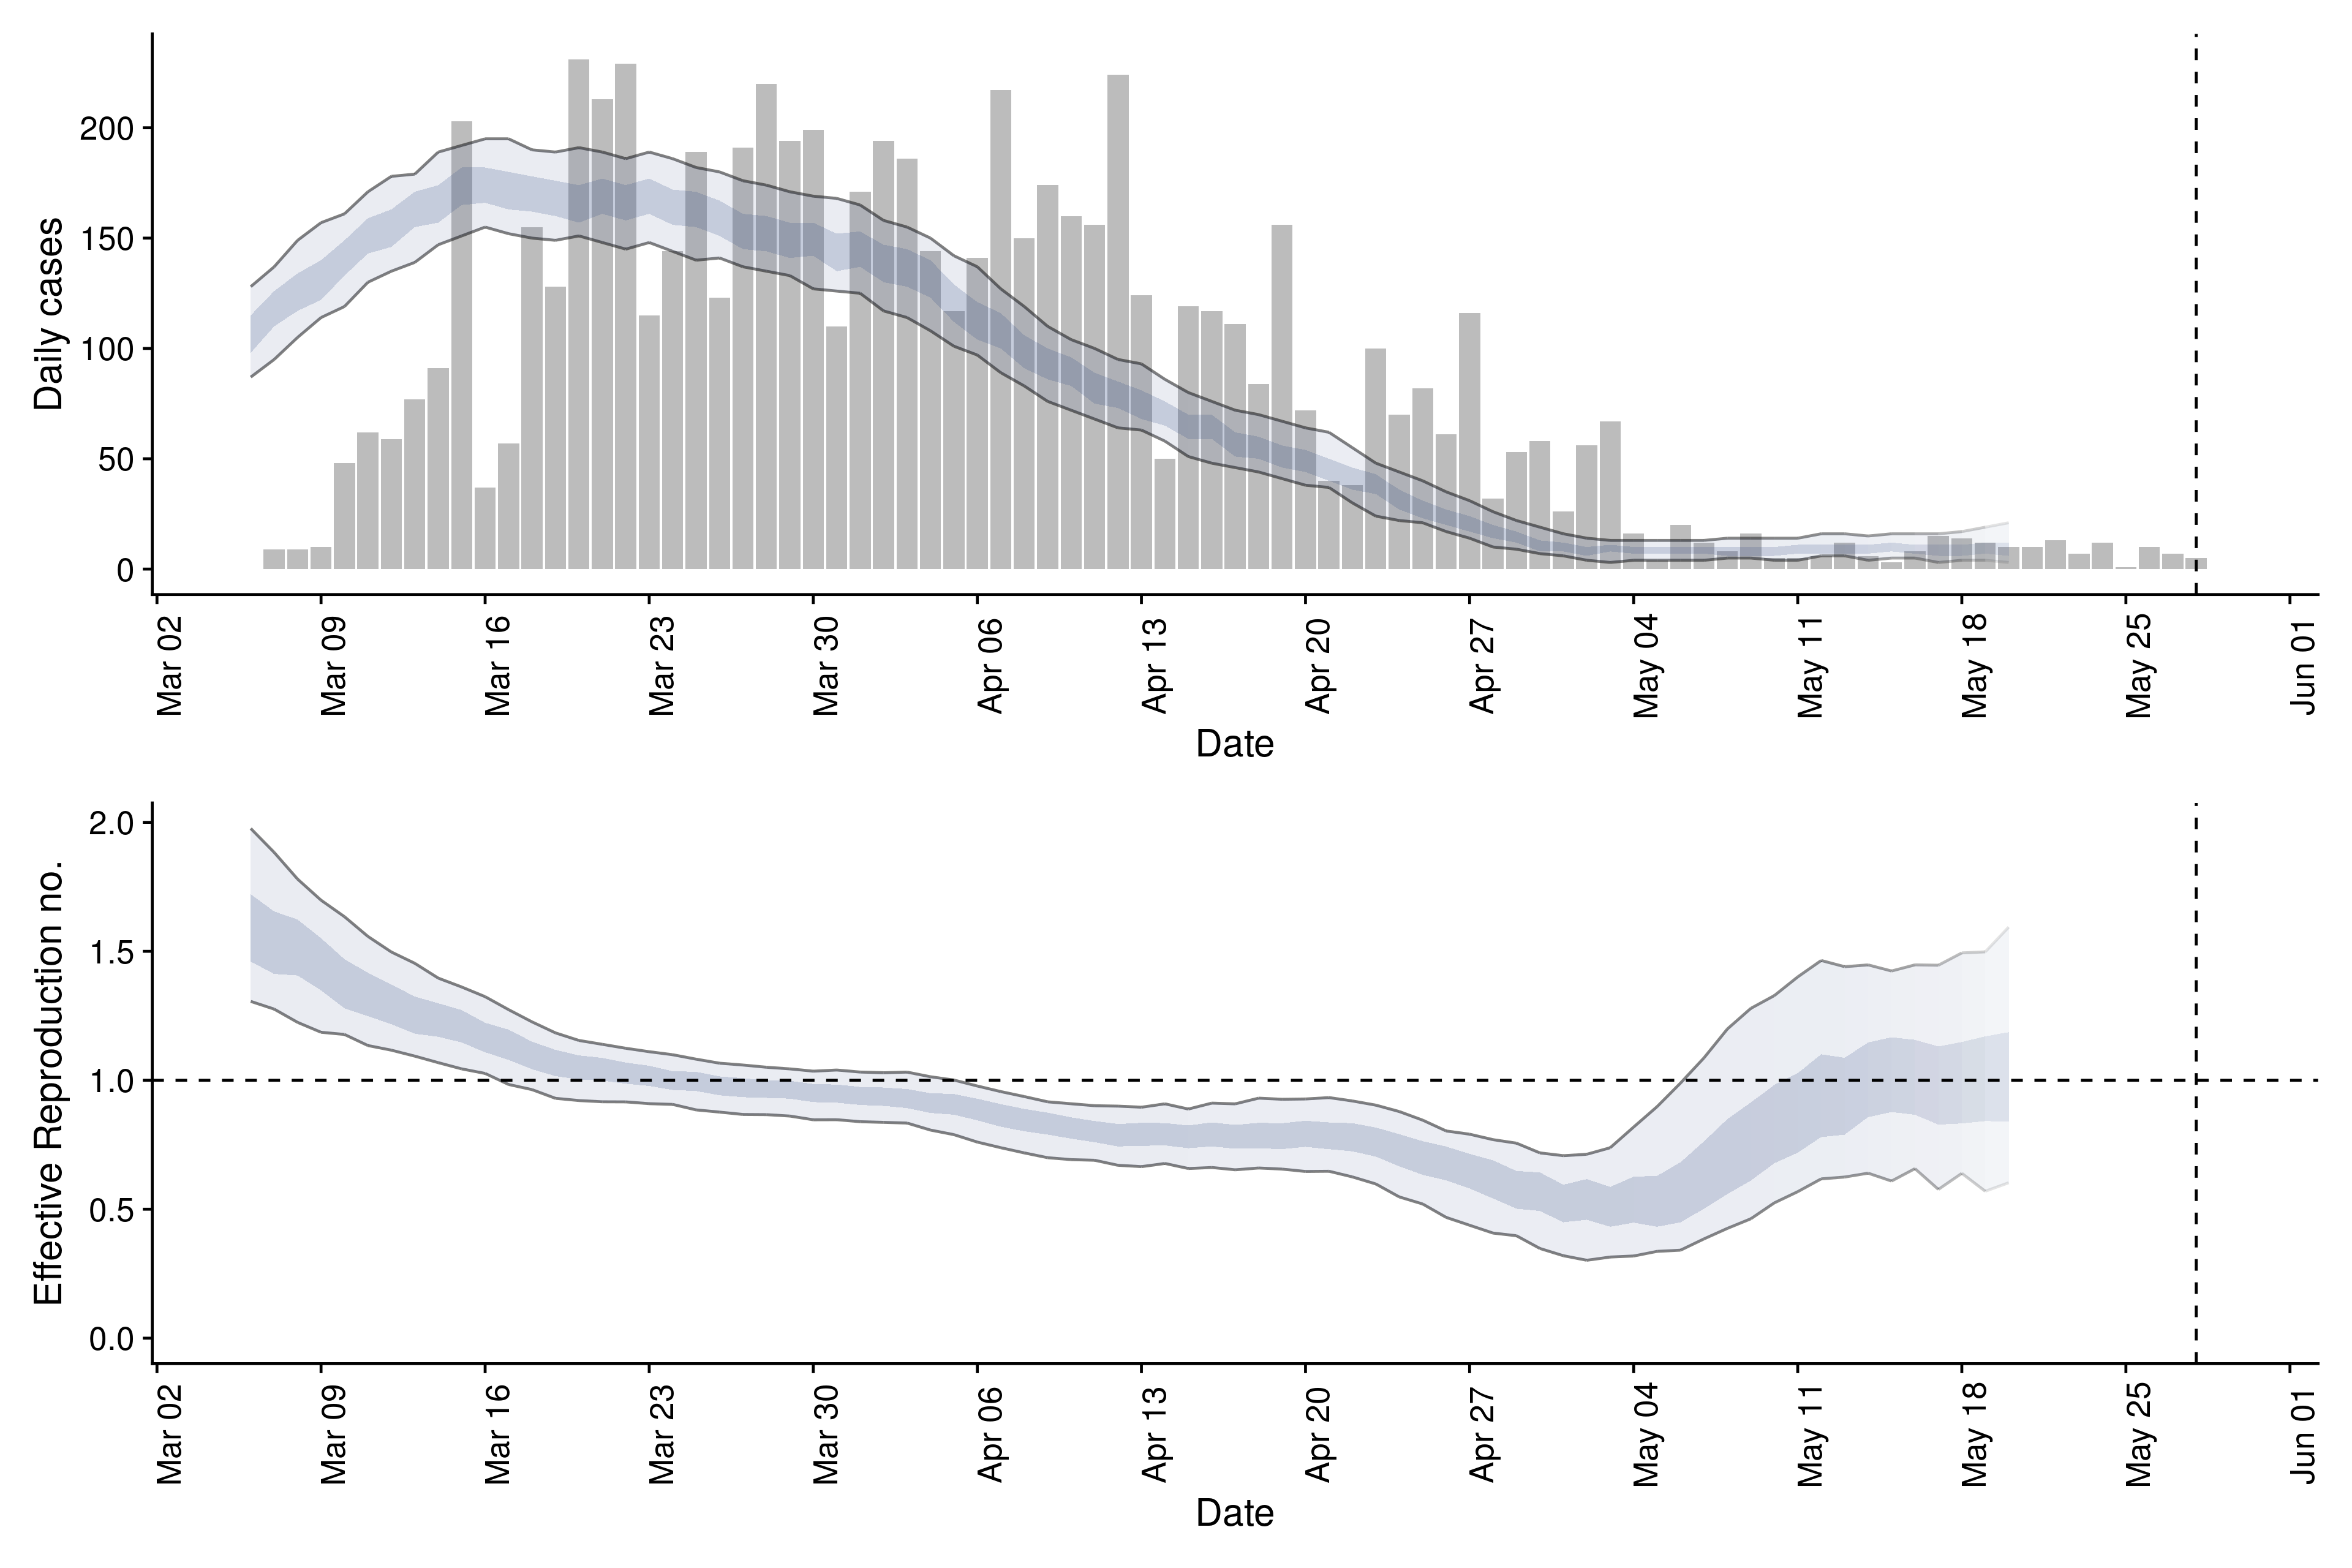 Daily cases
200
150
100
50
0
Mar 02
Mar 09
Mar 16
Mar 23
Mar 30
Apr 06
Apr 13
Apr 20
Apr 27
May 04
May 11
May 18
May 25
Jun 01
Date
Effective Reproduction no.
2.0
1.5
1.0
0.5
0.0
Mar 02
Mar 09
Mar 16
Mar 23
Mar 30
Apr 06
Apr 13
Apr 20
Apr 27
May 04
May 11
May 18
May 25
Jun 01
Date